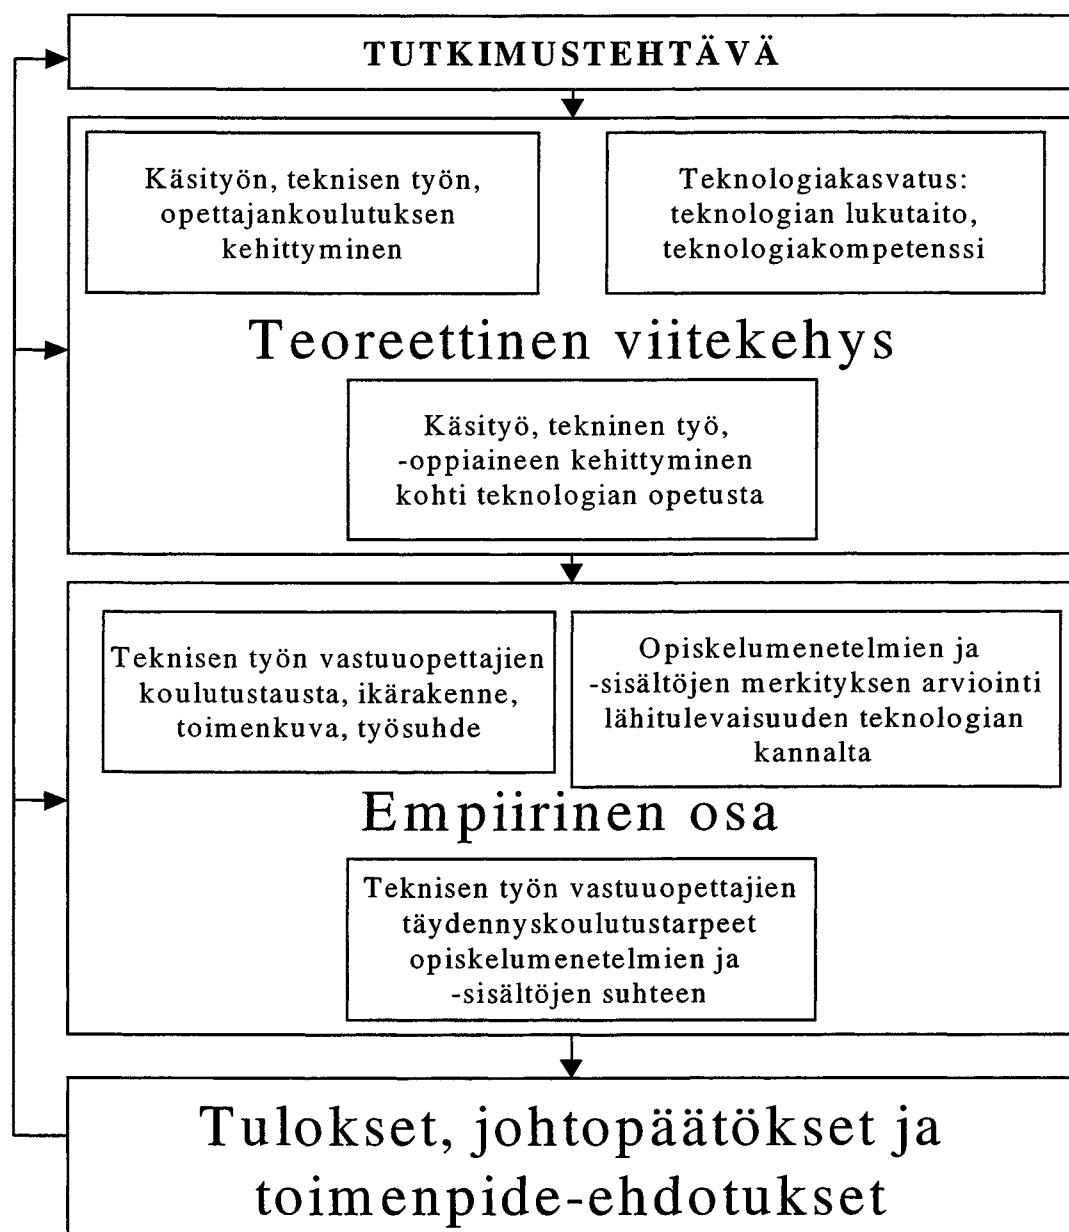 TUTKIMUSTEHTÄVÄ
Käsityön, teknisen työn,
opettajankoulutuksen
kehittyminen
Teknologiakasvatus:
teknologian lukutaito,
teknologiakompetenssi
Teoreettinen viitekehys
Käsityö, tekninen työ,
-oppiaineen kehittyminen
kohti teknologian opetusta
Teknisen työn vastuuopettajien
koulutustausta, ikärakenne,
toimenkuva, työsuhde
Opiskelumenetelmien ja
-sisältöjen merkityksen arviointi
lähitulevaisuuden teknologian
kannalta
Empiirinen osa
Teknisen työn vastuuopettajien
täydennyskoulutustarpeet
opiskelumenetelmien ja
-sisältöjen suhteen
Tulokset, johtopäätökset ja
toimenpide-ehdotukset